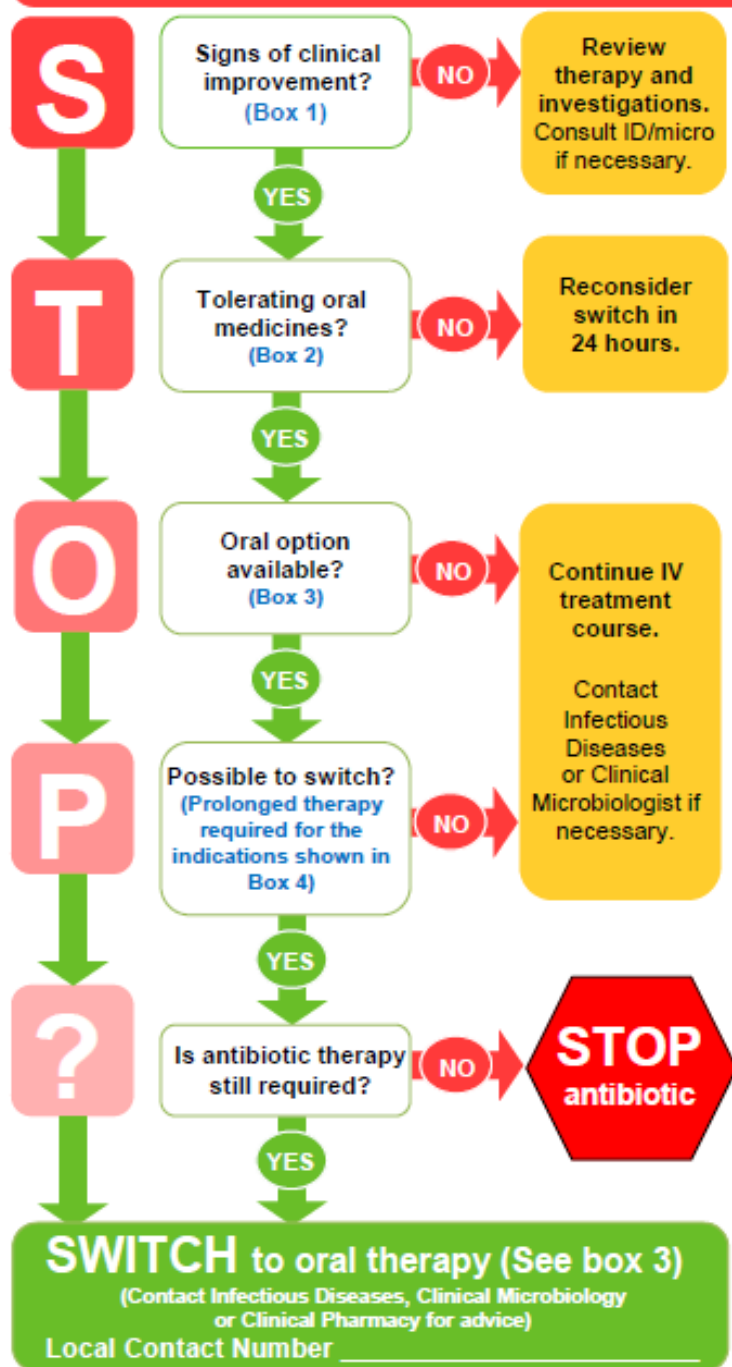 S
Signs of clinical
improvement?
(Box 1)
NO
Review
therapy and
investigations.
Consult ID/micro
if necessary.
YES
T
Tolerating oral
medicines?
(Box 2)
NO
Reconsider
switch in
24 hours.
YES
O
Oral option
available?
(Box 3)
NO
Continue IV
treatment
course.
Contact
Infectious
Diseases
or Clinical
Microbiologist if
necessary.
YES
P
Possible to switch?
(Prolonged therapy
required for the
indications shown in
Box 4)
NO
YES
?
Is antibiotic therapy
still required?
NO
STOP
antibiotic
YES
SWITCH to oral therapy (See box 3)
(Contact Infectious Diseases, Clinical Microbiology
or Clinical Pharmacy for advice)
Local Contact Number